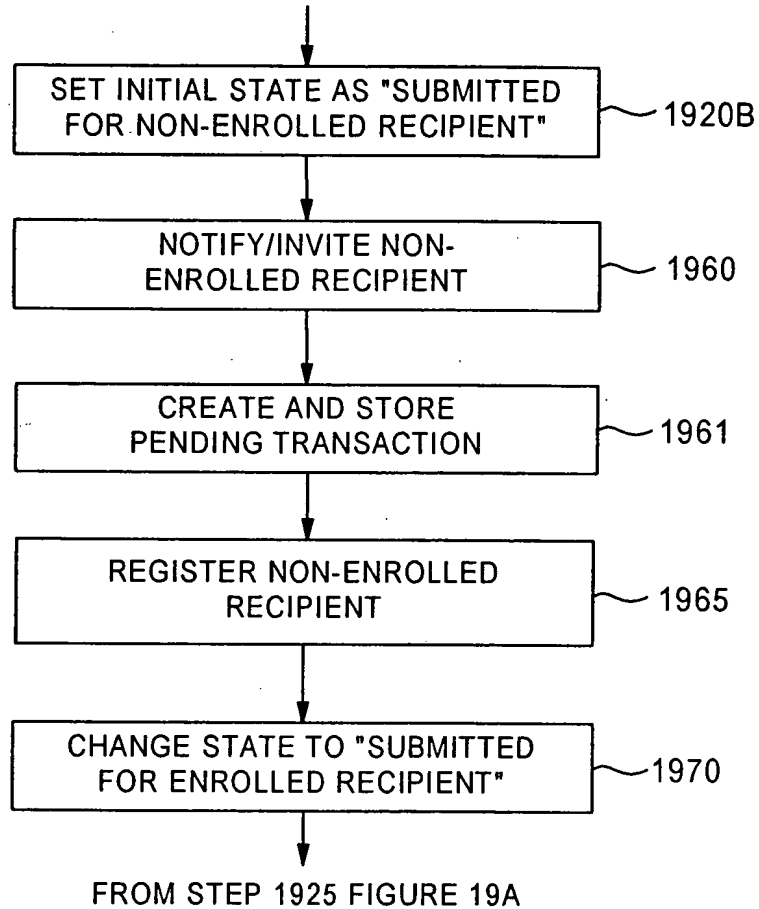 SET INITIAL STATE AS "SUBMITTED
FOR NON-ENROLLED RECIPIENT"
1920B
NOTIFY/INVITE NON-
ENROLLED RECIPIENT
1960
CREATE AND STORE
PENDING TRANSACTION
1961
REGISTER NON-ENROLLED
RECIPIENT
1965
CHANGE STATE TO "SUBMITTED
FOR ENROLLED RECIPIENT"
1970
FROM STEP 1925 FIGURE 19A